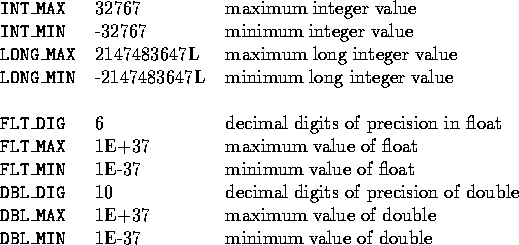 INT_MAX 32767 maximum integer value
INT_MIN -32767 minimum integer value
LONG_MAX 2147483647L maximum long integer value
LONG_MIN -2147483647L minimum long integer value
FLT_DIG 6 decimal digits of precision in float
FLT_MAX 1E+37 maximum value of float
FLT_MIN 1E-37 minimum value of float
DBL_DIG 10 decimal digits of precision of double
DBL_MAX 1E+37 maximum value of double
DBL_MIN 1E-37 minimum value of double